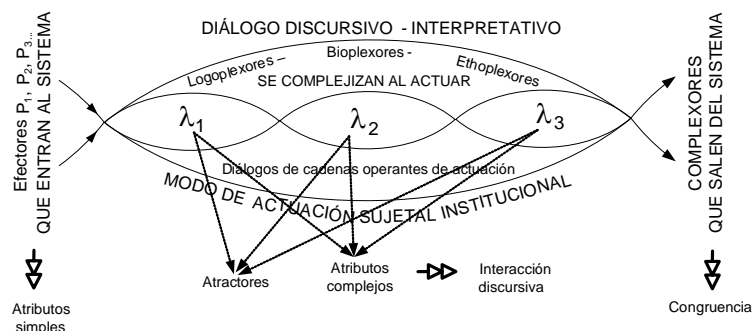 DIÁLOGO DISCURSIVO - INTERPRETATIVO
Logoplexores –
Bioplexores -
Ethoplexores
SE COMPLEJIZAN AL ACTUAR
Efectores P1, P2, P3...
QUE ENTRAN AL SISTEMA
λ1
λ2
λ3
COMPLEXORES
QUE SALEN DEL SISTEMA
Diálogos de cadenas operantes de actuación
MODO DE ACTUACIÓN SUJETAL INSTITUCIONAL
Atractores
Atributos
complejos
Interacción
discursiva
Atributos
simples
Congruencia